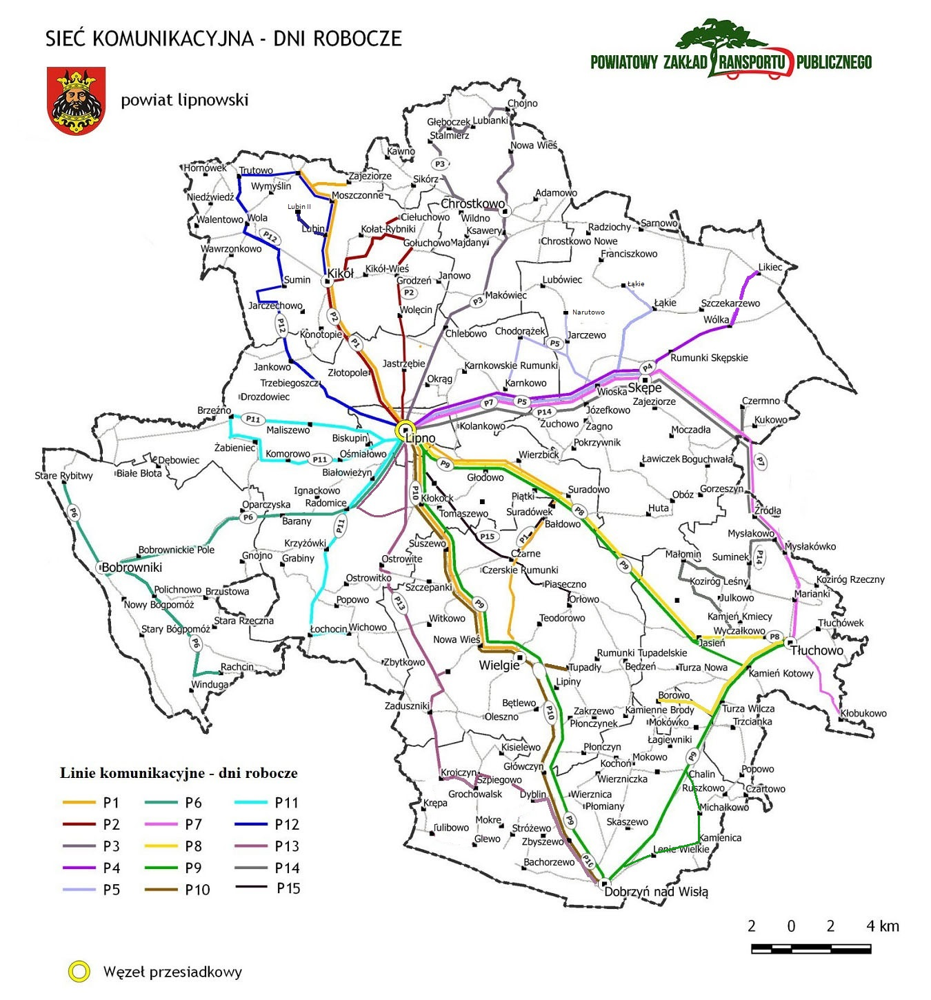 SIEĆ KOMUNIKACYJNA - DNI ROBOCZE
POWIATOWY ZAKŁAD TRANSPORTU PUBLICZNEGO
powiat lipnowski
Chojno
Głęboczek
Lubianki
Stalmierz
Nowa Wieś
Kawno
P3
Hornówek
Trutowo
Zajeziorze
Sikórz
Wymyślin
Moszczonne
Adamowo
Niedźwiedź
Chrostkowo
Lubin II
Walentowo
Wola
Ciełuchowo
Wildno
Lubin
Kołat-Rybniki
Ksawery
Radziochy
Sarnowo
P12
Gołuchowo
Majdany
Chrostkowo Nowe
Wawrzonkowo
Franciszkowo
Kikół
Kikół-Wieś
Likiec
Sumin
Grodzeń
Janowo
Lubówiec
Łąkie
P2
Makówiec
P3
Jarczechowo
Wolęcin
Łąkie
Szczekarzewo
Narutowo
P2
Wólka
P12
Konotopie
Chlebowo
Chodorążek
Jarczewo
P1
P5
Jankowo
Złotopole
Jastrzębie
Karnkowskie Rumunki
Rumunki Skępskie
P4
Trzebiegoszcz
Okrąg
Karnkowo
Wioska
Skępe
Drozdowiec
P7
P5
P14
Zajeziorze
Czermno
Brzeźno
P11
Józefkowo
Maliszewo
Kolankowo
Żuchowo
Zagno
Kukowo
Biskupin
Lipno
Moczadła
Żabieniec
Pokrzywnik
Komorowo
P11
Ośmiałowo
Wierzbick
Dębowiec
P9
Ławiczek
Boguchwała
P7
Stare Rybitwy
Białe Błota
Białowieżyn
Głodowo
Ignackowo
P10
Kłokock
Piątki
Suradowo
Obóz
Gorzeszyn
Radomice
Oparczyska
P6
P6
Barany
P11
Tomaszewo
Suradówek
P8
Huta
Źródła
Bałdowo
P15
P1
Krzyżówki
Suszewo
Mysłakowo
Bobrownickie Pole
Gnojno
Grabiny
Ostrowite
Czarne
Małomin
Suminek
P14
Mysłakówko
Bobrowniki
Czerskie Rumunki
P9
Ostrowitko
Koziróg Leśny
Koziróg Rzeczny
Polichnowo
Brzustowa
Szczepanki
Piaseczno
Marianki
Nowy Bógpomóż
Popowo
P13
P9
Orłowo
Julkowo
Stara Rzeczna
Witkowo
Teodorowo
Kamień Kmiecy
Tłuchówek
Stary Bógpomóż
Łochocin
Wichowo
Wyczałkowo
P8
P6
Nowa Wieś
Jasień
Tłuchowo
Rumunki Tupadelskie
Zbytkowo
Wielgie
Tupadły
Będzeń
Turza Nowa
Kamień Kotowy
Rachcin
Winduga
Lipiny
Borowo
Zaduszniki
Bętlewo
P10
Zakrzewo
Kamienne Brody
Turza Wilcza
Kłobukowo
Oleszno
Płonczynek
Mokówko
Trzcianka
Łagiewniki
Kisielewo
Płonczyn
P9
Mokowo
Główczyn
Kochoń
Linie komunikacyjne - dni robocze
Krojczyn
Szpiegowo
Wierzniczka
Chalin
Popowo
Grochowalsk
Ruszkowo
Czartowo
Dyblin
Wierznica
P1
P6
P11
Krępa
Płomiany
Michałkowo
P2
P7
P12
Tulibowo
Mokre
Stróżewo
P9
Skaszewo
Glewo
Zbyszewo
Kamienica
P3
P8
P13
Lenie Wielkie
P10
P4
P9
P14
Bachorzewo
P5
P10
P15
Dobrzyń nad Wisłą
2 0 2 4 km
Węzeł przesiadkowy